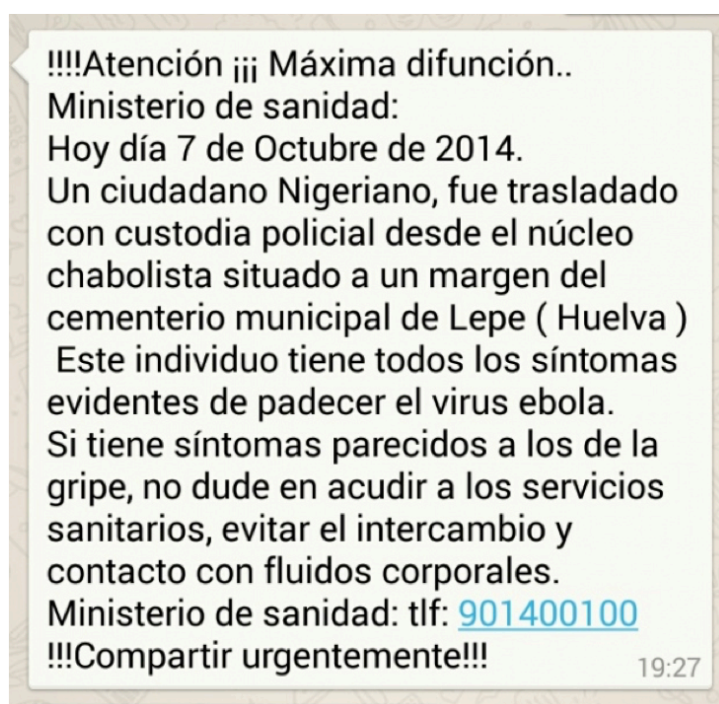 !!!!Atención ¡¡¡ Máxima difunción..
Ministerio de sanidad:
Hoy día 7 de Octubre de 2014.
Un ciudadano Nigeriano, fue trasladado
con custodia policial desde el núcleo
chabolista situado a un margen del
cementerio municipal de Lepe ( Huelva )
Este individuo tiene todos los síntomas
evidentes de padecer el virus ebola.
Si tiene síntomas parecidos a los de la
gripe, no dude en acudir a los servicios
sanitarios, evitar el intercambio y
contacto con fluidos corporales.
Ministerio de sanidad: tlf: 901400100
!!!Compartir urgentemente!!!
19:27